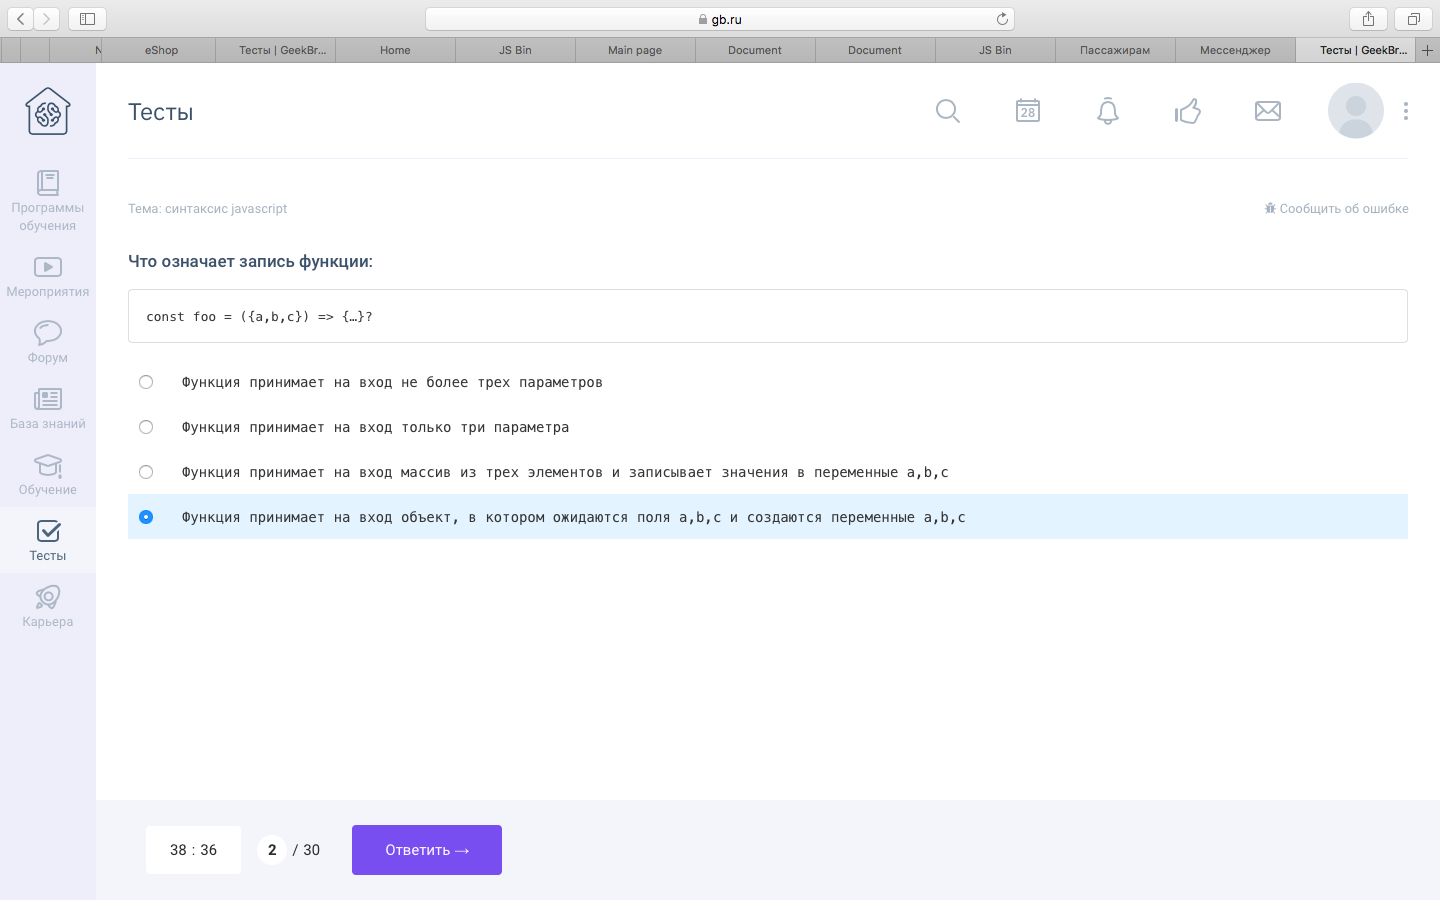 gb.ru
N
eShop
Тесты | GeekBr...
Home
JS Bin
Main page
Document
Document
JS Bin
Пассажирам
Мессенджер
Тесты | GeekBr...
Тесты
28
Программы
обучения
Мероприятия
Форум
База знаний
Обучение
Тесты
Карьера
Тема: синтаксис javascript
Сообщить об ошибке
Что означает запись функции:
const foo = ({a,b,c}) => {…}?
Функция принимает на вход не более трех параметров
Функция принимает на вход только три параметра
Функция принимает на вход массив из трех элементов и записывает значения в переменные a,b,c
Функция принимает на вход объект, в котором ожидаются поля a,b,c и создаются переменные a,b,c
38 : 36
2 / 30
Ответить →